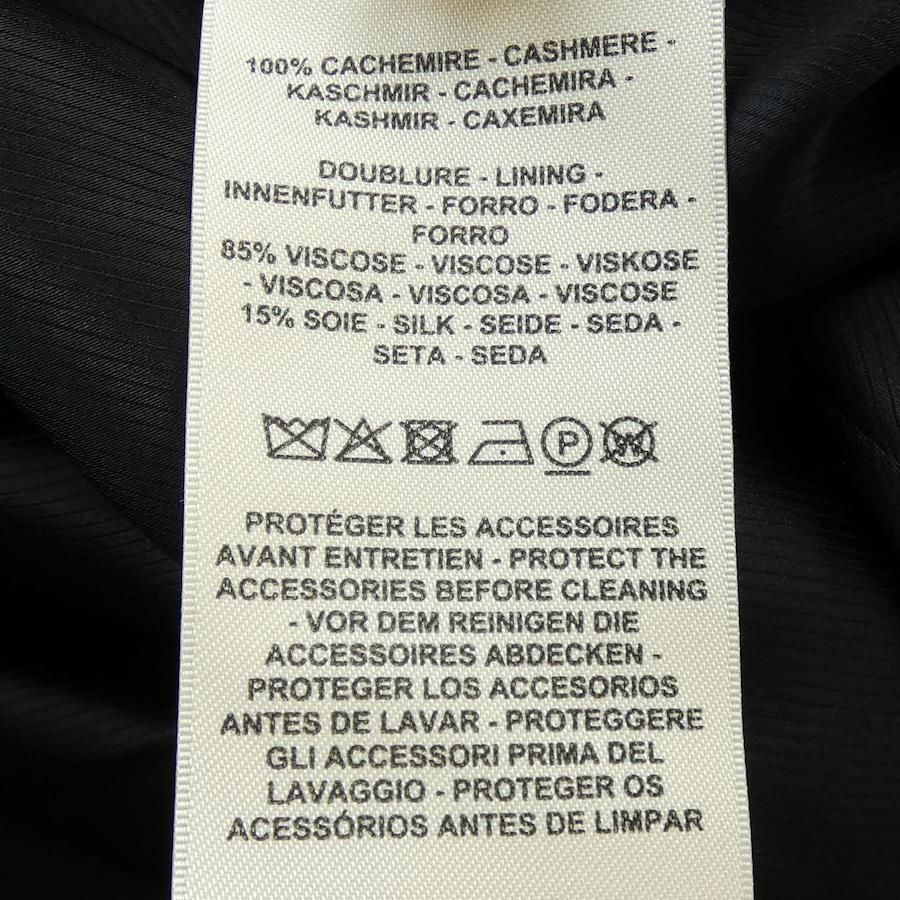 100% CACHEMIRE - CASHMERE -
KASCHMIR - CACHEMIRA -
KASHMIR - CAXEMIRA
DOUBLURE - LINING -
INNENFUTTER - FORRO - FODERA -
FORRO
85% VISCOSE - VISCOSE - VISKOSE
- VISCOSA - VISCOSA - VISCOSE
15% SOIE - SILK - SEIDE - SEDA -
SETA - SEDA
P W
PROTÉGER LES ACCESSOIRES
AVANT ENTRETIEN - PROTECT THE
ACCESSORIES BEFORE CLEANING
- VOR DEM REINIGEN DIE
ACCESSOIRES ABDECKEN -
PROTEGER LOS ACCESORIOS
ANTES DE LAVAR - PROTEGGERE
GLI ACCESSORI PRIMA DEL
LAVAGGIO - PROTEGER OS
ACESSÓRIOS ANTES DE LIMPAR